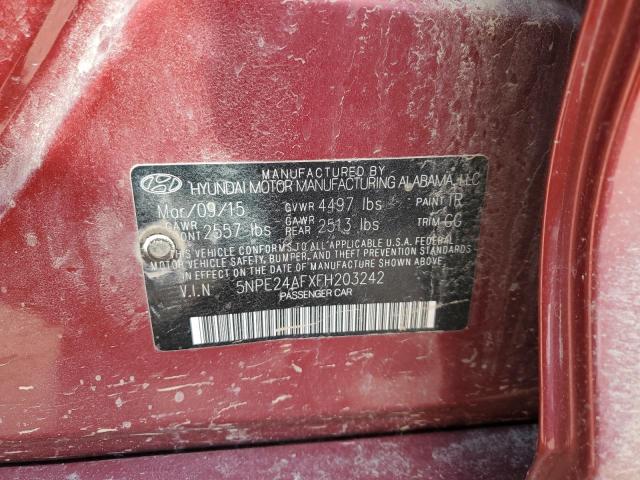 MANUFACTURED BY
HYUNDAI MOTOR MANUFACTURING ALABAMA, LLC
Mar/09/15 GVWR 4497 lbs PAINT TR
GAWR FRONT 2557 lbs GAWR REAR 2513 lbs TRIM GG
THIS VEHICLE CONFORMS TO ALL APPLICABLE U.S.A. FEDERAL
MOTOR VEHICLE SAFETY, BUMPER, AND THEFT PREVENTION STANDARDS
IN EFFECT ON THE DATE OF MANUFACTURE SHOWN ABOVE.
V.I.N 5NPE24AFXFH203242
PASSENGER CAR